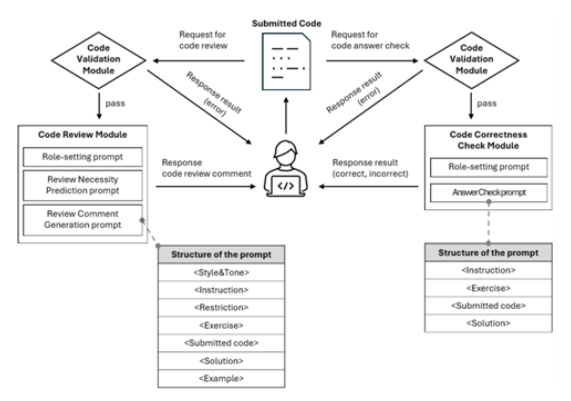 Submitted Code
Request for
code review
Request for
code answer check
Code
Validation
Module
Code
Validation
Module
Response result
(error)
Response result
(error)
pass
pass
Code Review Module
Role-setting prompt
Review Necessity
Prediction prompt
Review Comment
Generation prompt
Response
code review comment
Response result
(correct, incorrect)
Code Correctness
Check Module
Role-setting prompt
AnswerCheckprompt
Structure of the prompt
<Style&Tone>
<Instruction>
<Restriction>
<Exercise>
<Submitted code>
<Solution>
<Example>
Structure of the prompt
<Instruction>
<Exercise>
<Submitted code>
<Solution>